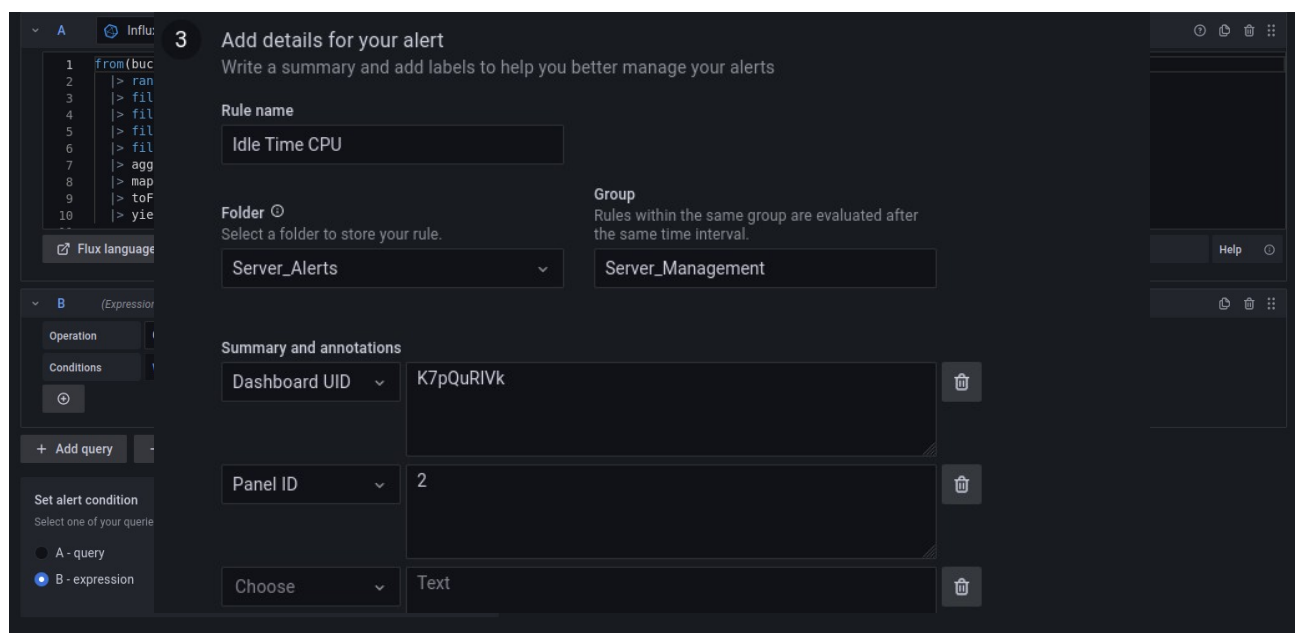 A
3
Add details for your alert
Write a summary and add labels to help you better manage your alerts
1 from(buc
2 |> ran
3 |> fil
4 |> fil
5 |> fil
6 |> fil
7 |> agg
8 |> map
9 |> toF
10 |> yie
Flux language
Help
Rule name
Idle Time CPU
Folder
Select a folder to store your rule.
Server_Alerts
Group
Rules within the same group are evaluated after
the same time interval.
Server_Management
B (Expression
Operation
Conditions
+ Add query
Set alert condition
Select one of your querie
A - query
B - expression
Summary and annotations
Dashboard UID
K7pQuRIVk
Panel ID
2
Choose
Text